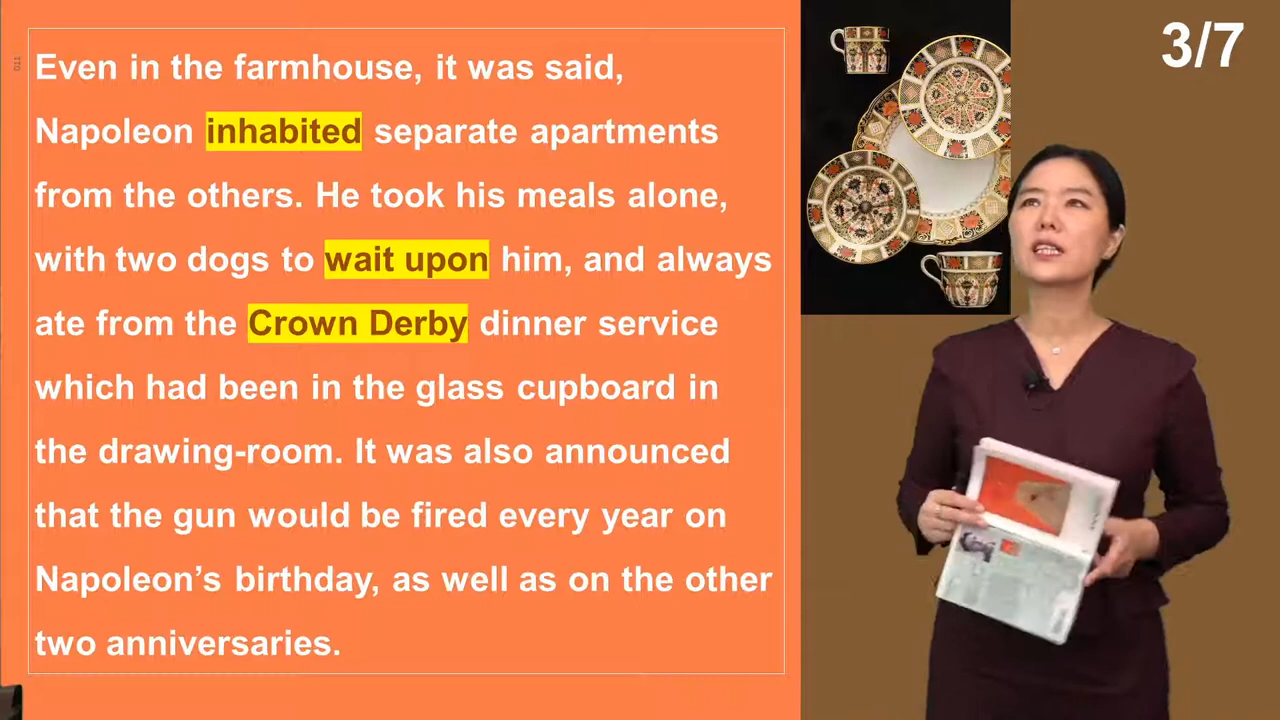 Even in the farmhouse, it was said,
Napoleon inhabited separate apartments
from the others. He took his meals alone,
with two dogs to wait upon him, and always
ate from the Crown Derby dinner service
which had been in the glass cupboard in
the drawing-room. It was also announced
that the gun would be fired every year on
Napoleon’s birthday, as well as on the other
two anniversaries.
3/7